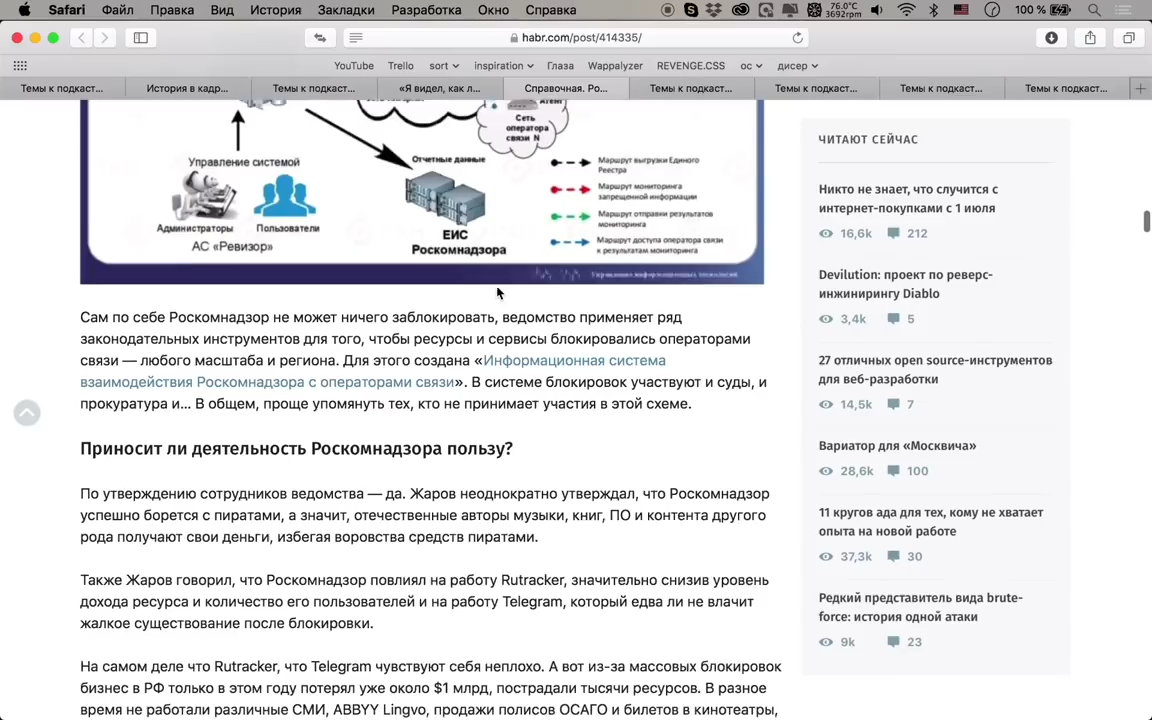 Safari Файл Правка Вид История Закладки Разработка Окно Справка 76.0°C 3692rpm 100 %
habr.com/post/414335/
YouTube Trello sort inspiration Глаза Wappalyzer REVENGE.CSS ос дисер
Темы к подкаст... История в кадр... Темы к подкаст... «Я видел, как л... Справочная. Ро... Темы к подкаст... Темы к подкаст... Темы к подкаст... Темы к подкаст...
Агент
Сеть
оператора
связи N
Управление системой
Отчетные данные
Администраторы Пользователи
АС «Ревизор»
ЕИС
Роскомнадзора
Маршрут выгрузки Единого
Реестра
Маршрут мониторинга
запрещенной информации
Маршрут отправки результатов
мониторинга
Маршрут доступа оператора связи
к результатам мониторинга
Сам по себе Роскомнадзор не может ничего заблокировать, ведомство применяет ряд
законодательных инструментов для того, чтобы ресурсы и сервисы блокировались операторами
связи — любого масштаба и региона. Для этого создана «Информационная система
взаимодействия Роскомнадзора с операторами связи». В системе блокировок участвуют и суды, и
прокуратура и... В общем, проще упомянуть тех, кто не принимает участия в этой схеме.
Приносит ли деятельность Роскомнадзора пользу?
По утверждению сотрудников ведомства — да. Жаров неоднократно утверждал, что Роскомнадзор
успешно борется с пиратами, а значит, отечественные авторы музыки, книг, ПО и контента другого
рода получают свои деньги, избегая воровства средств пиратами.
Также Жаров говорил, что Роскомнадзор повлиял на работу Rutracker, значительно снизив уровень
дохода ресурса и количество его пользователей и на работу Telegram, который едва ли не влачит
жалкое существование после блокировки.
На самом деле что Rutracker, что Telegram чувствуют себя неплохо. А вот из-за массовых блокировок
бизнес в РФ только в этом году потерял уже около $1 млрд, пострадали тысячи ресурсов. В разное
время не работали различные СМИ, ABBYY Lingvo, продажи полисов ОСАГО и билетов в кинотеатры,
ЧИТАЮТ СЕЙЧАС
Никто не знает, что случится с
интернет-покупками с 1 июля
16,6k 212
Devilution: проект по реверс-
инжинирингу Diablo
3,4k 5
27 отличных open source-инструментов
для веб-разработки
14,5k 7
Вариатор для «Москвича»
28,6k 100
11 кругов ада для тех, кому не хватает
опыта на новой работе
37,3k 30
Редкий представитель вида brute-
force: история одной атаки
9k 23